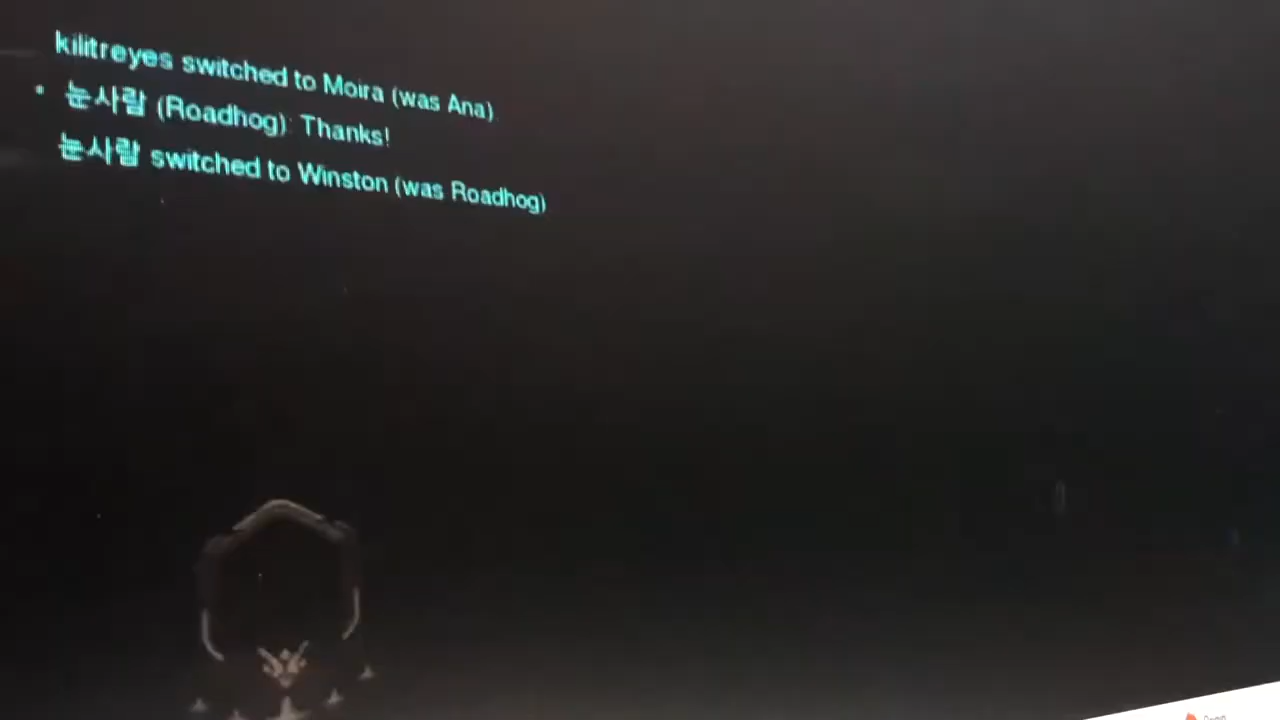 kilitreyes switched to Moira (was Ana)
눈사람 (Roadhog): Thanks!
눈사람 switched to Winston (was Roadhog)